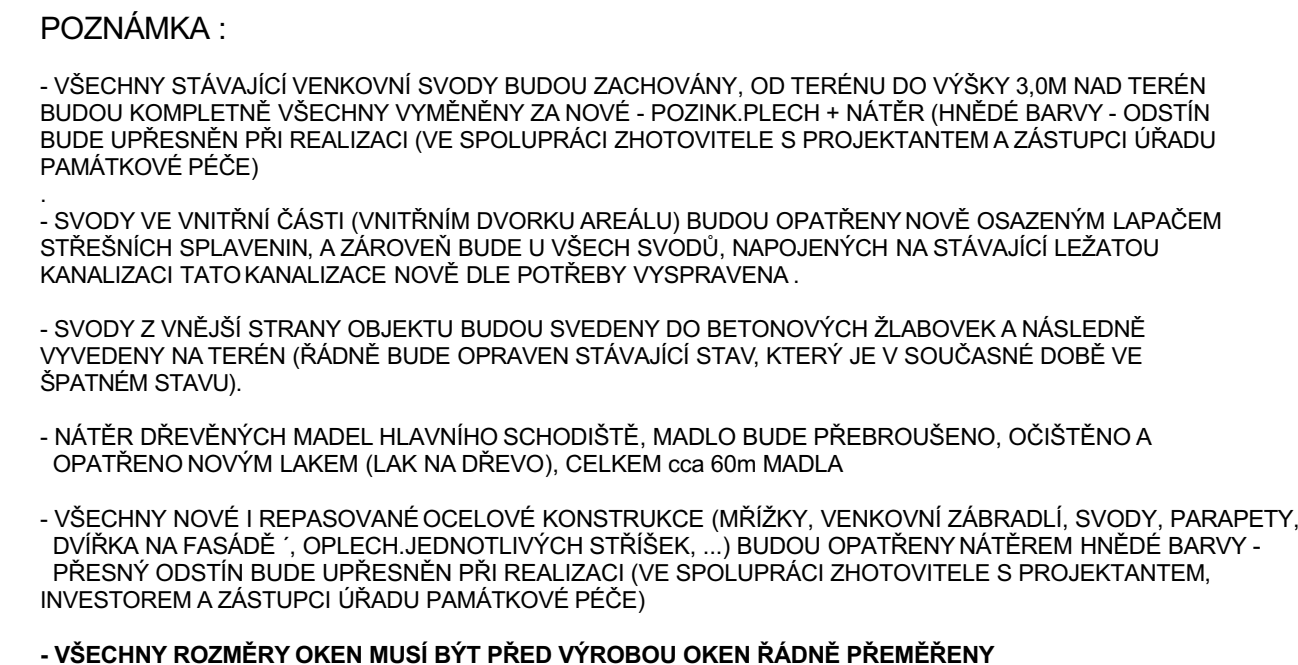 POZNÁMKA :
- VŠECHNY STÁVAJÍCÍ VENKOVNÍ SVODY BUDOU ZACHOVÁNY, OD TERÉNU DO VÝŠKY 3,0M NAD TERÉN
BUDOU KOMPLETNĚ VŠECHNY VYMĚNĚNY ZA NOVÉ - POZINK.PLECH + NÁTĚR (HNĚDÉ BARVY - ODSTÍN
BUDE UPŘESNĚN PŘI REALIZACI (VE SPOLUPRÁCI ZHOTOVITELE S PROJEKTANTEM A ZÁSTUPCI ÚŘADU
PAMÁTKOVÉ PÉČE)
.
- SVODY VE VNITŘNÍ ČÁSTI (VNITŘNÍM DVORKU AREÁLU) BUDOU OPATŘENY NOVĚ OSAZENÝM LAPAČEM
STŘEŠNÍCH SPLAVENIN, A ZÁROVEŇ BUDE U VŠECH SVODŮ, NAPOJENÝCH NA STÁVAJÍCÍ LEŽATOU
KANALIZACI TATO KANALIZACE NOVĚ DLE POTŘEBY VYSPRAVENA .
- SVODY Z VNĚJŠÍ STRANY OBJEKTU BUDOU SVEDENY DO BETONOVÝCH ŽLABOVEK A NÁSLEDNĚ
VYVEDENY NA TERÉN (ŘÁDNĚ BUDE OPRAVEN STÁVAJÍCÍ STAV, KTERÝ JE V SOUČASNÉ DOBĚ VE
ŠPATNÉM STAVU).
- NÁTĚR DŘEVĚNÝCH MADEL HLAVNÍHO SCHODIŠTĚ, MADLO BUDE PŘEBROUŠENO, OČIŠTĚNO A
OPATŘENO NOVÝM LAKEM (LAK NA DŘEVO), CELKEM cca 60m MADLA
- VŠECHNY NOVÉ I REPASOVANÉ OCELOVÉ KONSTRUKCE (MŘÍŽKY, VENKOVNÍ ZÁBRADLÍ, SVODY, PARAPETY,
DVÍŘKA NA FASÁDĚ ´, OPLECH.JEDNOTLIVÝCH STŘÍŠEK, ...) BUDOU OPATŘENY NÁTĚREM HNĚDÉ BARVY -
PŘESNÝ ODSTÍN BUDE UPŘESNĚN PŘI REALIZACI (VE SPOLUPRÁCI ZHOTOVITELE S PROJEKTANTEM,
INVESTOREM A ZÁSTUPCI ÚŘADU PAMÁTKOVÉ PÉČE)
- VŠECHNY ROZMĚRY OKEN MUSÍ BÝT PŘED VÝROBOU OKEN ŘÁDNĚ PŘEMĚŘENY